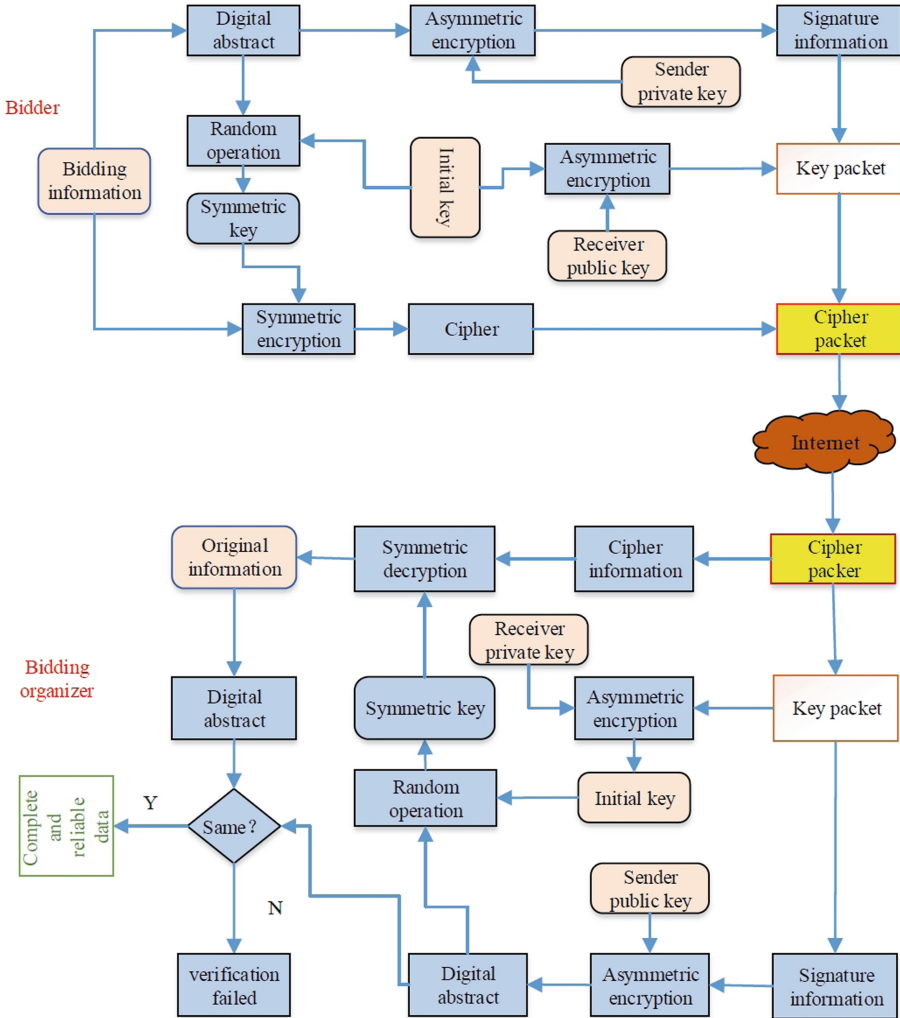 Digital
abstract
Asymmetric
encryption
Signature
information
Sender
private key
Bidder
Bidding
information
Random
operation
Initial
key
Asymmetric
encryption
Key packet
Symmetric
key
Receiver
public key
Symmetric
encryption
Cipher
Cipher
packet
Internet
Original
information
Symmetric
decryption
Cipher
information
Cipher
packer
Receiver
private key
Bidding
organizer
Digital
abstract
Symmetric key
Asymmetric
encryption
Key packet
Random
operation
Initial key
Complete
and
reliable
data
Y
Same？
N
Sender
public key
verification
failed
Digital
abstract
Asymmetric
encryption
Signature
information